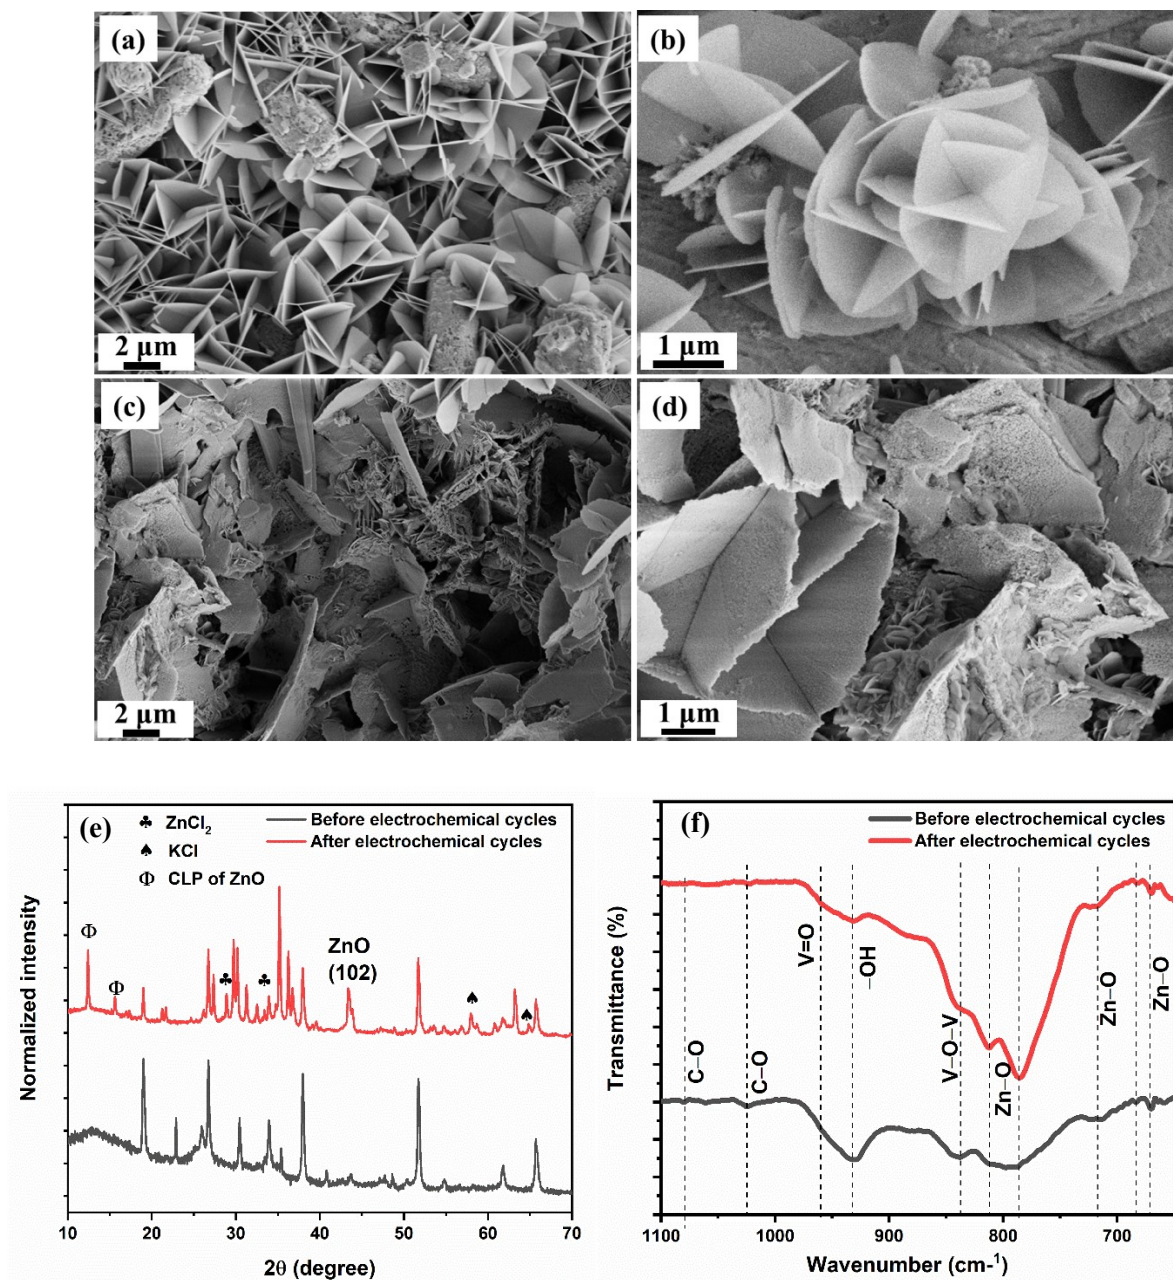 (a)
(b)
2 μm
1 μm
(c)
(d)
2 μm
1 μm
(e)
♣ ZnCl₂
♠ KCl
Φ CLP of ZnO
Before electrochemical cycles
After electrochemical cycles
Φ
Φ
♣
♣
ZnO
(102)
♠
♠
Normalized intensity
10 20 30 40 50 60 70
2θ (degree)
(f)
Before electrochemical cycles
After electrochemical cycles
C−O
C−O
V=O
−OH
V−O−V
Zn−O
Zn−O
Zn−O
Transmittance (%)
1100 1000 900 800 700
Wavenumber (cm-¹)